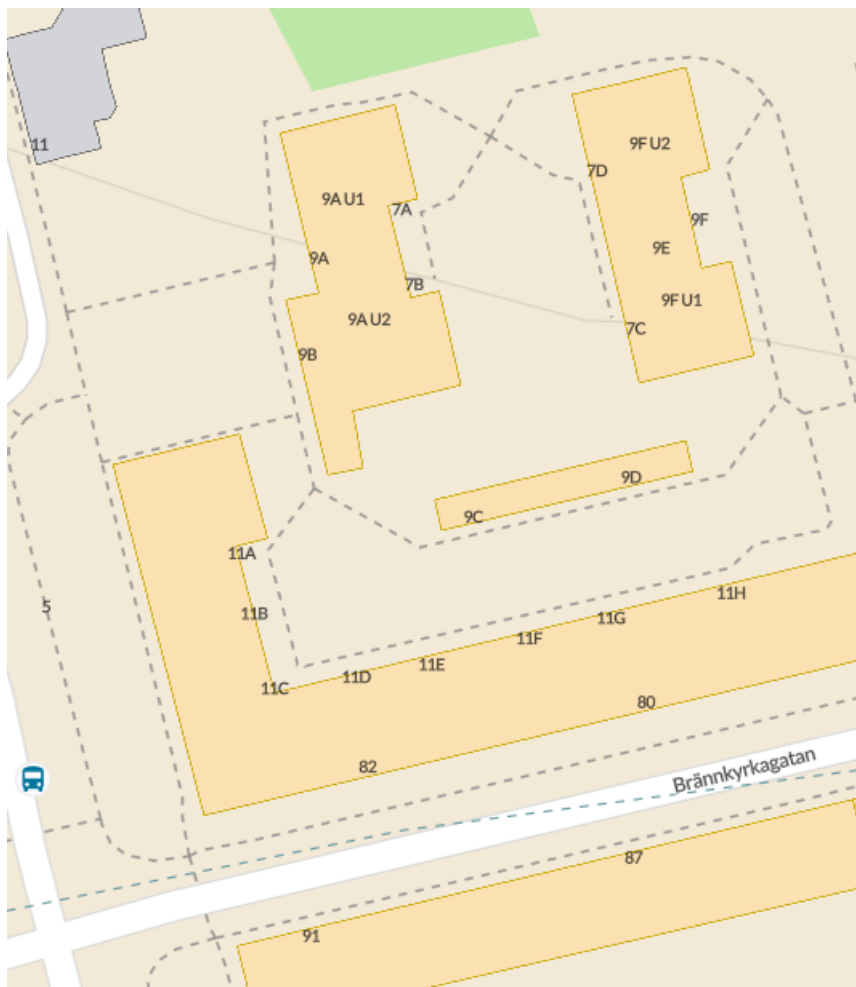 11
9F U2
7D
9A U1
7A
9F
9E
9A
7B
9F U1
9A U2
7C
9B
9D
9C
11A
11H
5
11B
11G
11F
11E
11D
11C
80
82
Brännkyrkagatan
87
91